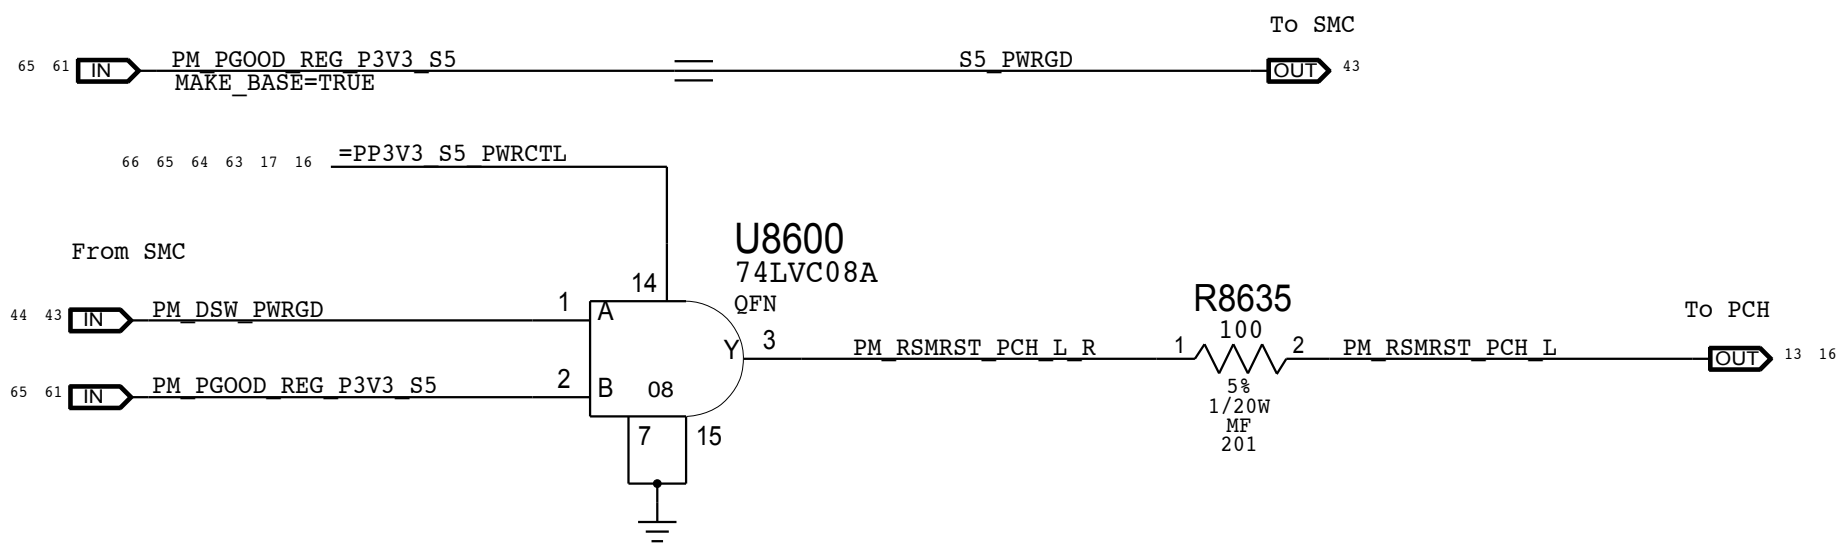 To SMC
65 61 IN PM_PGOOD_REG_P3V3_S5 S5_PWRGD OUT 43
MAKE_BASE=TRUE
66 65 64 63 17 16 =PP3V3_S5_PWRCTL
U8600
74LVC08A
QFN
From SMC
14
44 43 IN PM_DSW_PWRGD 1 A
R8635
100
To PCH
Y 3 PM_RSMRST_PCH_L_R 1 2 PM_RSMRST_PCH_L OUT 13 16
5%
1/20W
MF
201
65 61 IN PM_PGOOD_REG_P3V3_S5 2 B 08
7 15